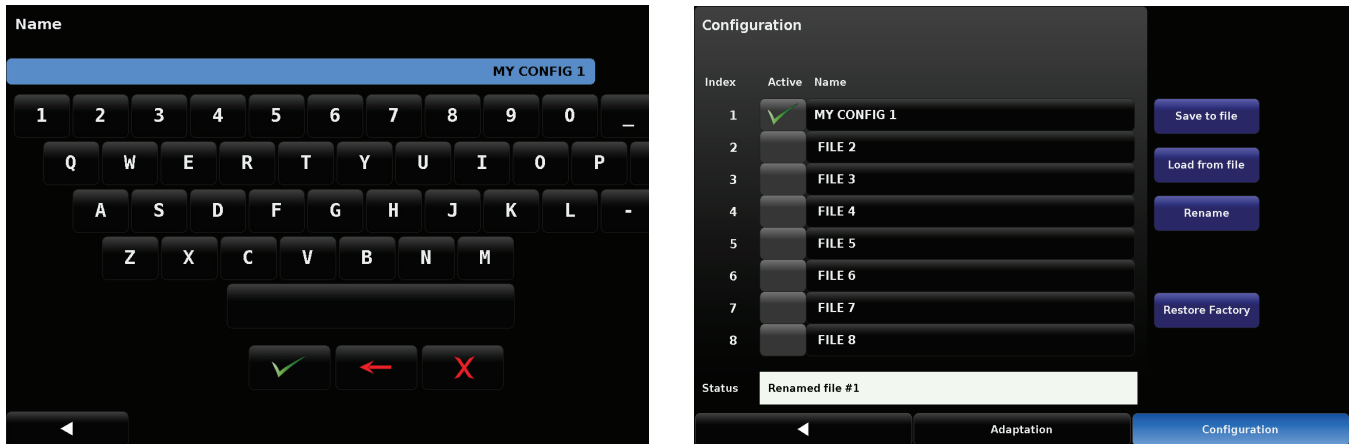 Name
MY CONFIG 1
1 2 3 4 5 6 7 8 9 0 _
Q W E R T Y U I O P
A S D F G H J K L -
Z X C V B N M
Configuration
Index Active Name
1 MY CONFIG 1
2 FILE 2
3 FILE 3
4 FILE 4
5 FILE 5
6 FILE 6
7 FILE 7
8 FILE 8
Status Renamed file #1
Save to file
Load from file
Rename
Restore Factory
Adaptation Configuration